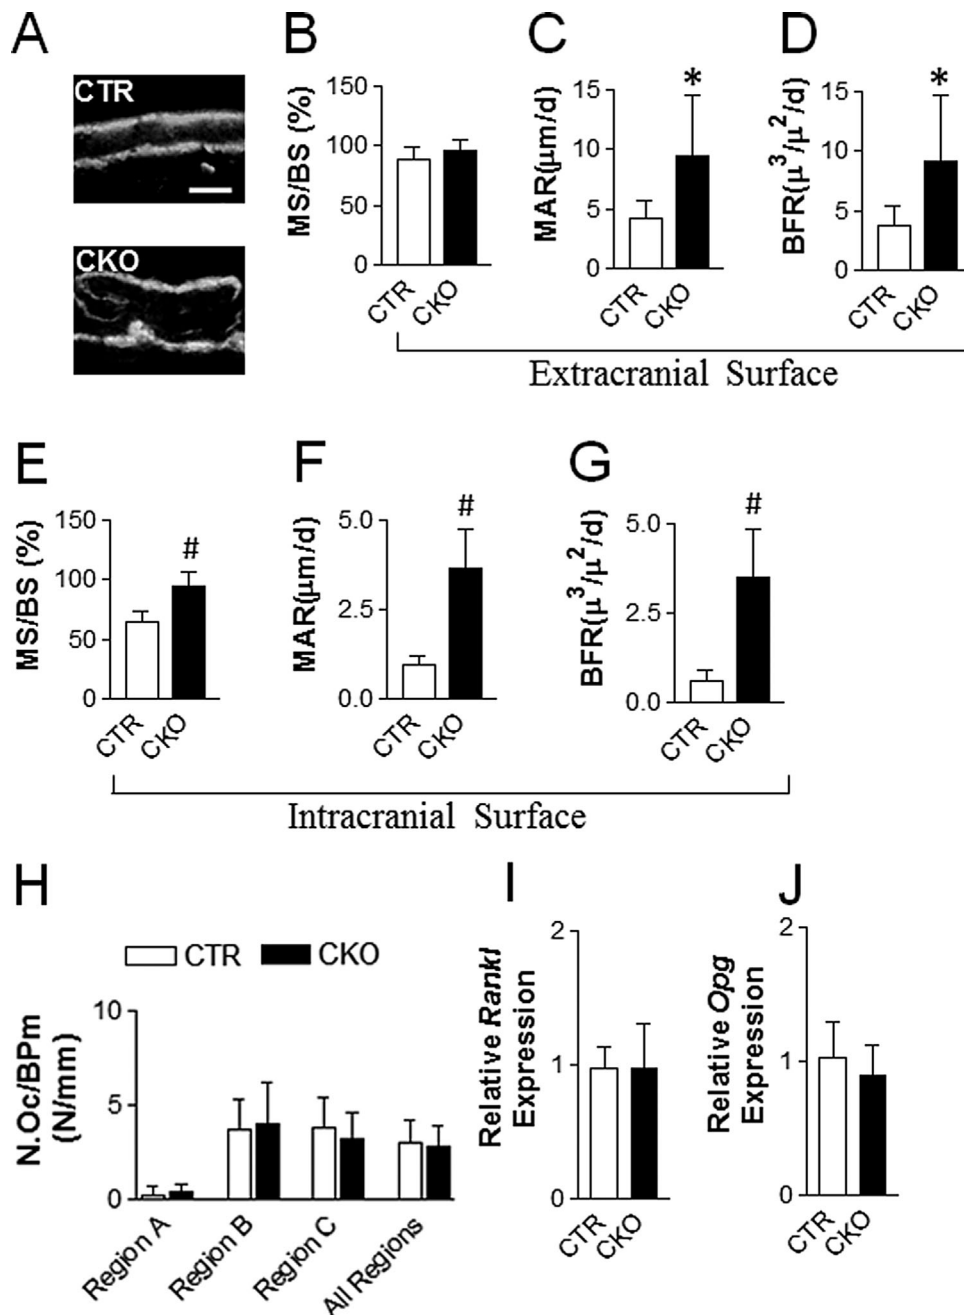 A
CTR
CKO
B
MS/BS (%)
150
100
50
0
CTR
CKO
C
MAR(μm/d)
15
10
5
0
*
CTR
CKO
D
BFR(μ³/μ²/d)
15
10
5
0
*
CTR
CKO
Extracranial Surface
E
MS/BS (%)
150
100
50
0
#
CTR
CKO
F
MAR(μm/d)
5.0
2.5
0.0
#
CTR
CKO
G
BFR(μ³/μ²/d)
5.0
2.5
0.0
#
CTR
CKO
Intracranial Surface
H
CTR CKO
N.Oc/BPm
(N/mm)
10
5
0
Region A
Region B
Region C
All Regions
I
Relative Rankl
Expression
2
1
0
CTR
CKO
J
Relative Opg
Expression
2
1
0
CTR
CKO